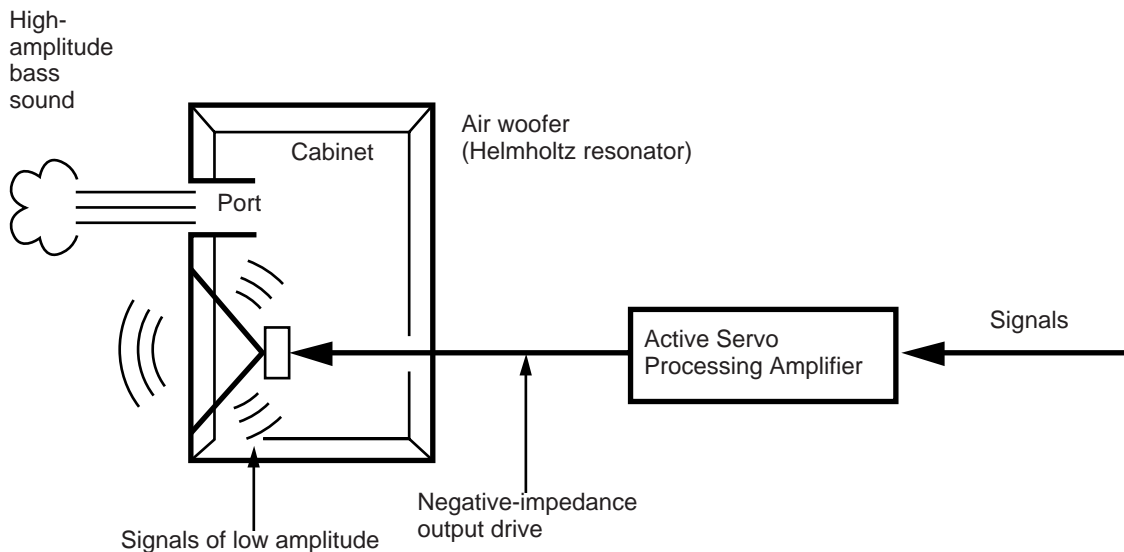 High-
amplitude
bass
sound
Air woofer
(Helmholtz resonator)
Cabinet
Port
Signals
Active Servo
Processing Amplifier
Negative-impedance
output drive
Signals of low amplitude